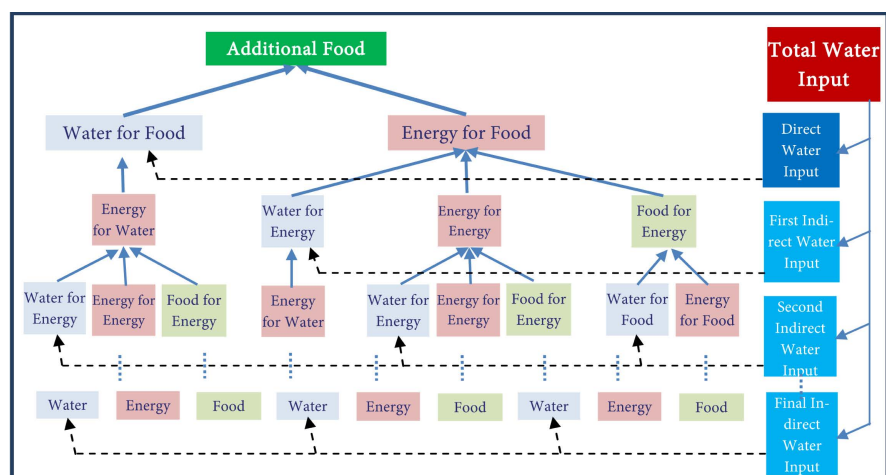 Additional Food
Total Water
Input
Water for Food
Energy for Food
Direct
Water
Input
Energy
for Water
Water for
Energy
Energy for
Energy
Food for
Energy
First Indi-
rect Water
Input
Water for
Energy
Energy for
Energy
Food for
Energy
Energy
for Water
Water for
Energy
Energy for
Energy
Food for
Energy
Water for
Food
Energy
for Food
Second
Indirect
Water
Input
Water
Energy
Food
Water
Energy
Food
Water
Energy
Food
Final In-
direct
Water
Input